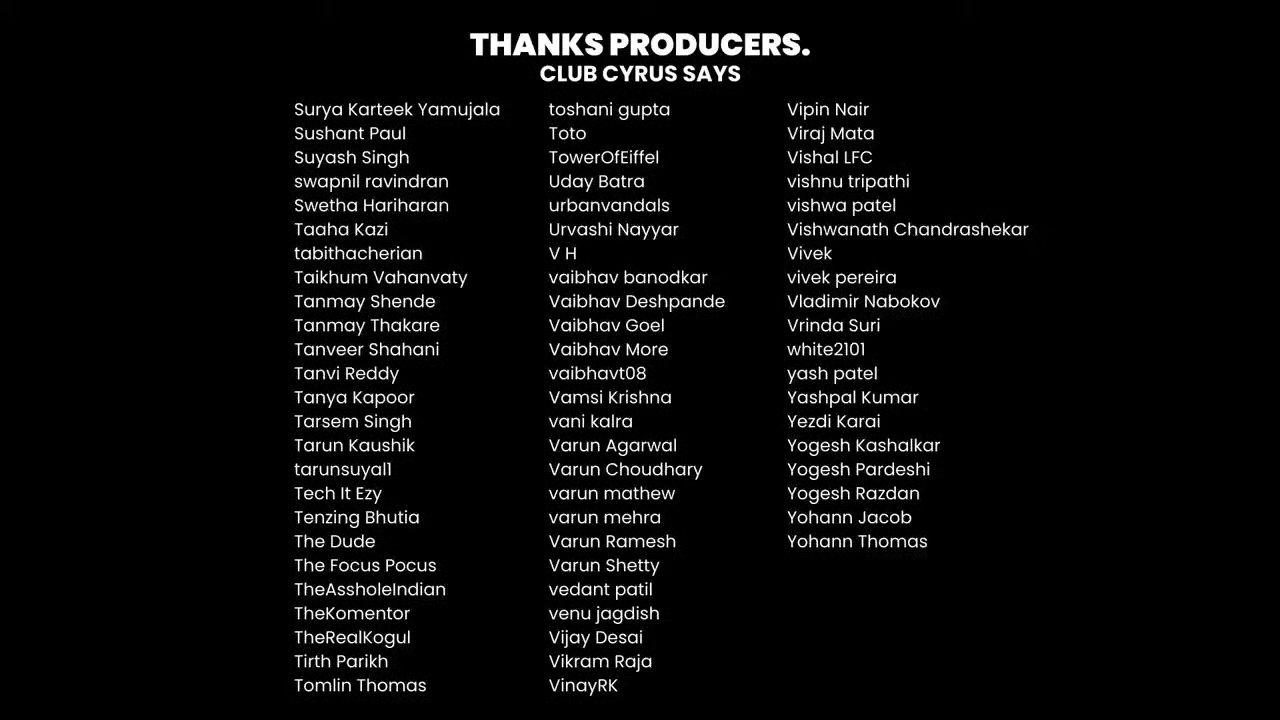 THANKS PRODUCERS.
CLUB CYRUS SAYS
Surya Karteek Yamujala
Sushant Paul
Suyash Singh
swapnil ravindran
Swetha Hariharan
Taaha Kazi
tabithacherian
Taikhum Vahanvaty
Tanmay Shende
Tanmay Thakare
Tanveer Shahani
Tanvi Reddy
Tanya Kapoor
Tarsem Singh
Tarun Kaushik
tarunsuyal1
Tech It Ezy
Tenzing Bhutia
The Dude
The Focus Pocus
TheAssholeIndian
TheKomentor
TheRealKogul
Tirth Parikh
Tomlin Thomas
toshani gupta
Toto
TowerOfEiffel
Uday Batra
urbanvandals
Urvashi Nayyar
V H
vaibhav banodkar
Vaibhav Deshpande
Vaibhav Goel
Vaibhav More
vaibhavt08
Vamsi Krishna
vani kalra
Varun Agarwal
Varun Choudhary
varun mathew
varun mehra
Varun Ramesh
Varun Shetty
vedant patil
venu jagdish
Vijay Desai
Vikram Raja
VinayRK
Vipin Nair
Viraj Mata
Vishal LFC
vishnu tripathi
vishwa patel
Vishwanath Chandrashekar
Vivek
vivek pereira
Vladimir Nabokov
Vrinda Suri
white2101
yash patel
Yashpal Kumar
Yezdi Karai
Yogesh Kashalkar
Yogesh Pardeshi
Yogesh Razdan
Yohann Jacob
Yohann Thomas